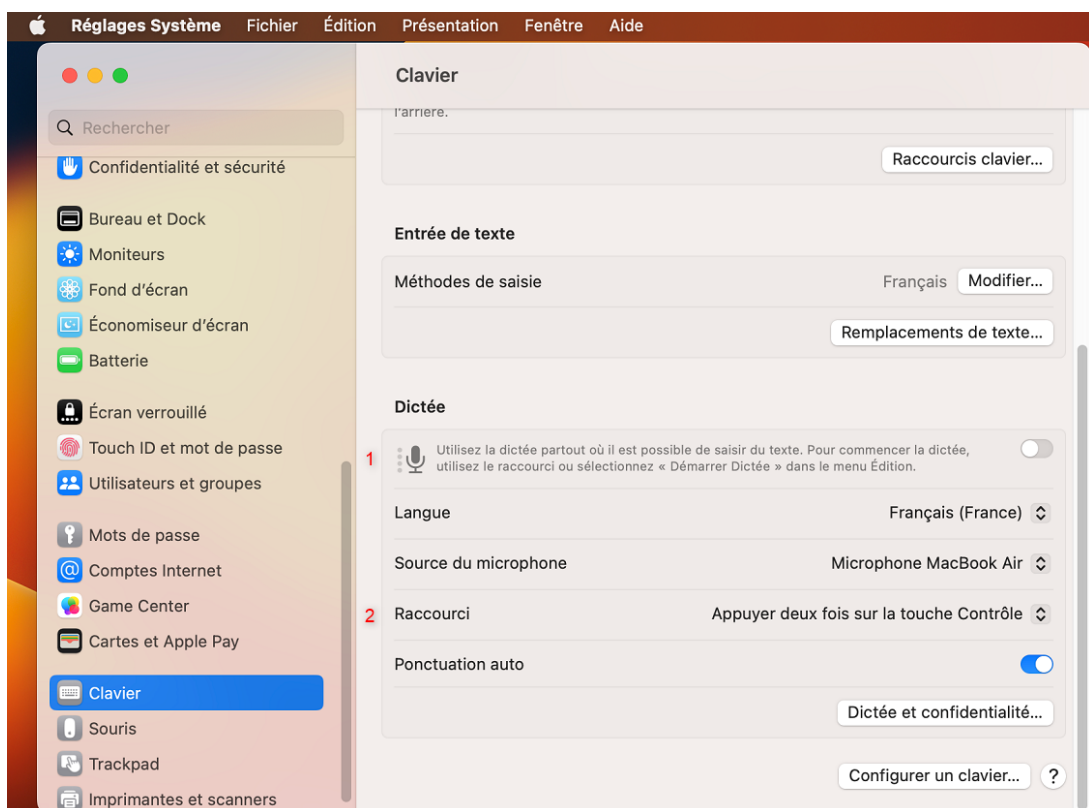 Réglages Système Fichier Édition Présentation Fenêtre Aide
Rechercher
Confidentialité et sécurité
Bureau et Dock
Moniteurs
Fond d'écran
Économiseur d'écran
Batterie
Écran verrouillé
Touch ID et mot de passe
Utilisateurs et groupes
Mots de passe
Comptes Internet
Game Center
Cartes et Apple Pay
Clavier
Souris
Trackpad
Imprimantes et scanners
Clavier
l'arrière.
Raccourcis clavier...
Entrée de texte
Méthodes de saisie Français Modifier...
Remplacements de texte...
Dictée
1 Utilisez la dictée partout où il est possible de saisir du texte. Pour commencer la dictée,
utilisez le raccourci ou sélectionnez « Démarrer Dictée » dans le menu Édition.
Langue Français (France)
Source du microphone Microphone MacBook Air
2 Raccourci Appuyer deux fois sur la touche Contrôle
Ponctuation auto
Dictée et confidentialité...
Configurer un clavier... ?